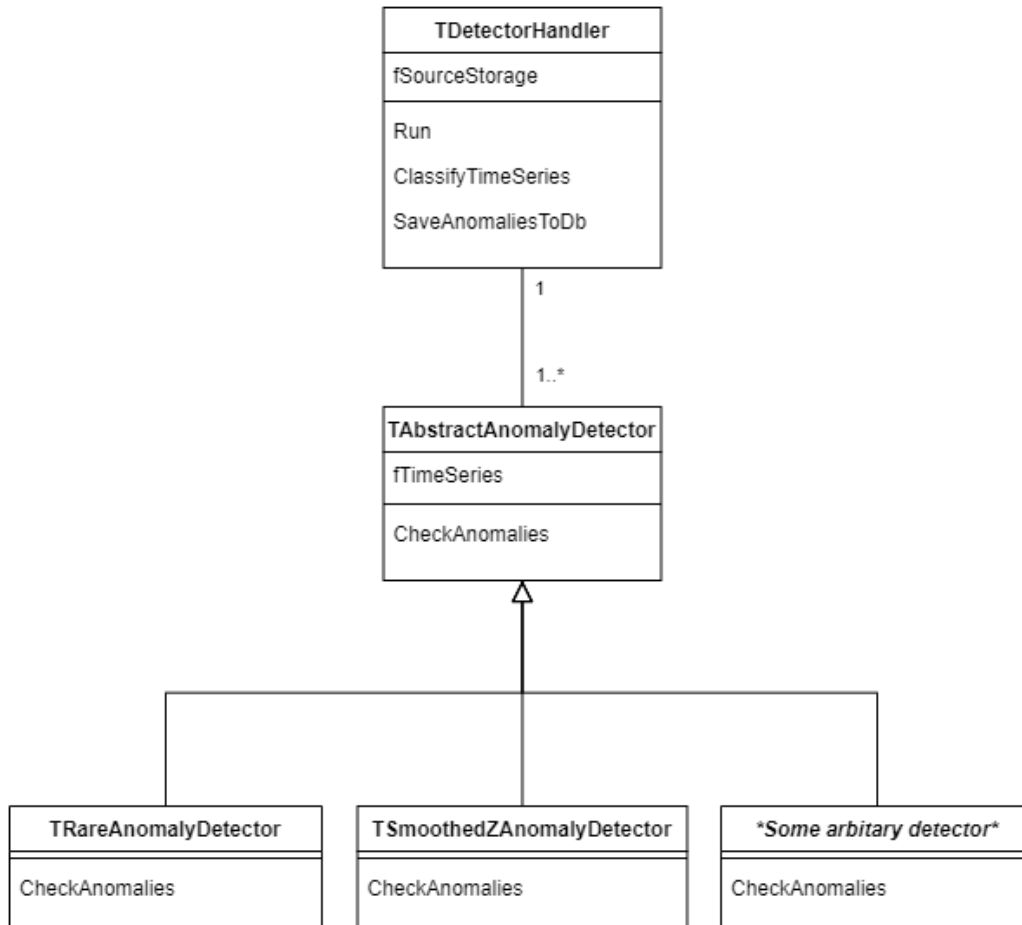 TDetectorHandler
fSourceStorage
Run
ClassifyTimeSeries
SaveAnomaliesToDb
1
1..*
TAbstractAnomalyDetector
fTimeSeries
CheckAnomalies
TRareAnomalyDetector
CheckAnomalies
TSmoothedZAnomalyDetector
CheckAnomalies
*Some arbitary detector*
CheckAnomalies